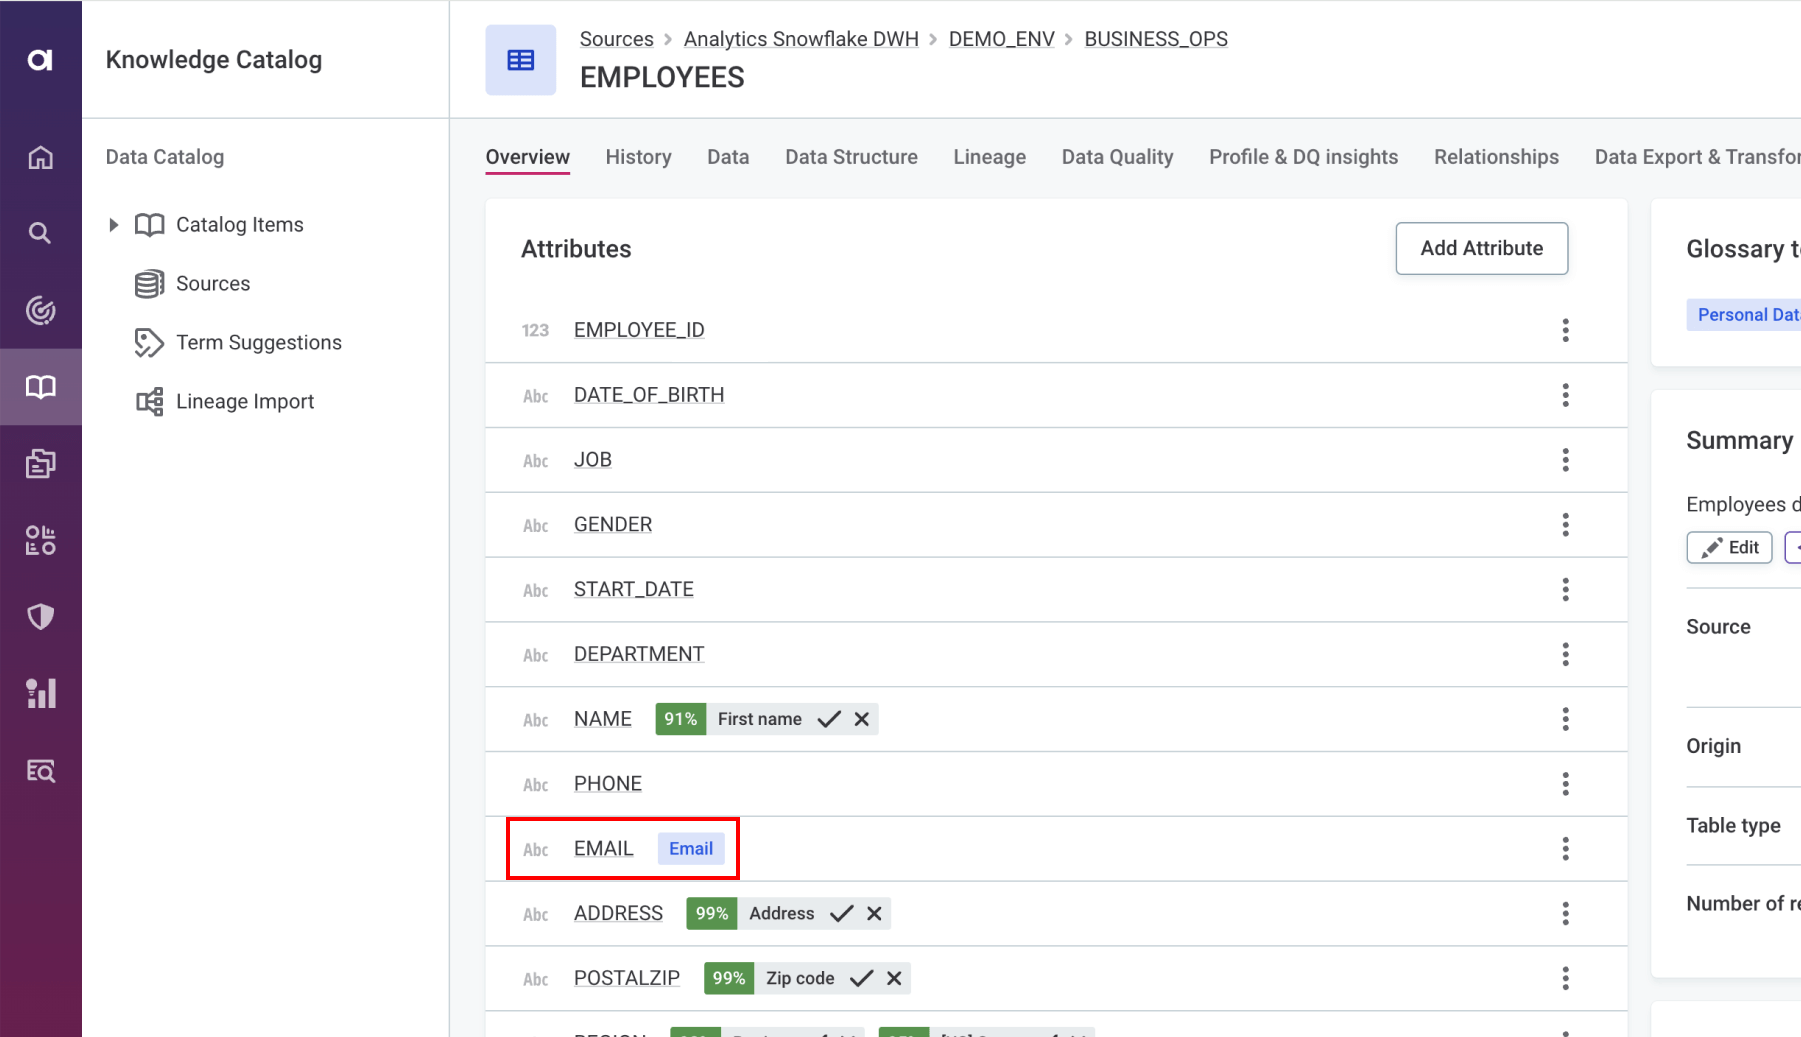 Knowledge Catalog
Sources > Analytics Snowflake DWH > DEMO_ENV > BUSINESS_OPS
EMPLOYEES
Data Catalog
Catalog Items
Sources
Term Suggestions
Lineage Import
Overview History Data Data Structure Lineage Data Quality Profile & DQ insights Relationships Data Export &
Attributes
Add Attribute
123 EMPLOYEE_ID
Abc DATE_OF_BIRTH
Abc JOB
Abc GENDER
Abc START_DATE
Abc DEPARTMENT
Abc NAME 91% First name
Abc PHONE
Abc EMAIL Email
Abc ADDRESS 99% Address
Abc POSTALZIP 99% Zip code
Glossary
Personal
Summary
Employees
Edit
Source
Origin
Table type
Number of